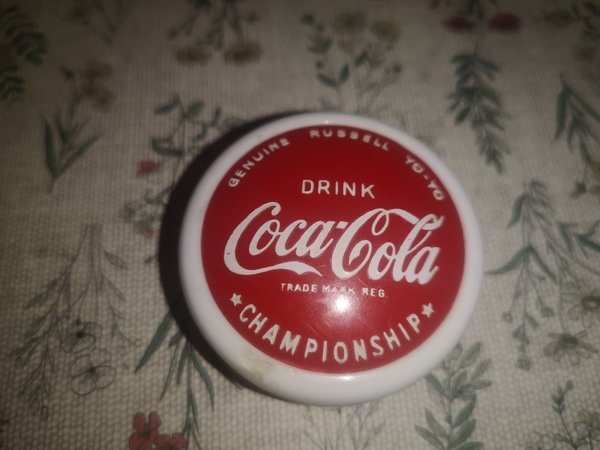 GENUINE RUSSELL YO-YO
DRINK
Coca-Cola
TRADE MARK REG.
★CHAMPIONSHIP★